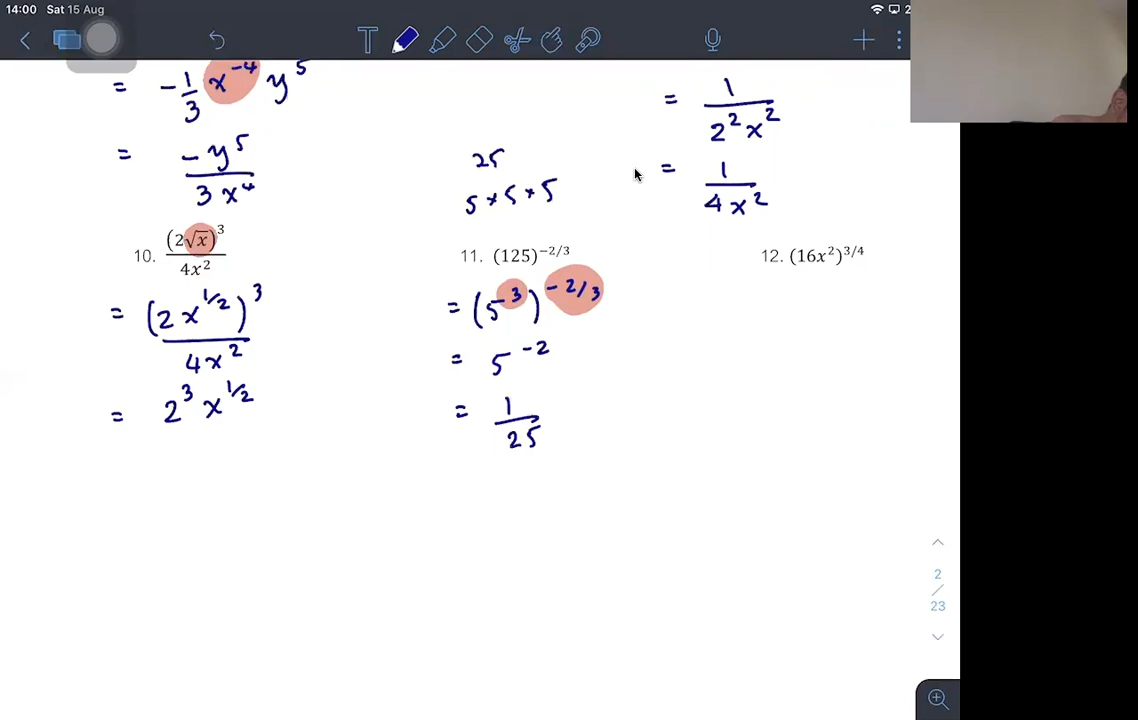 14:00 Sat 15 Aug
T
= -1/3 x^-4 y^5
= -y^5 / 3x^4
10. (2√x)^3 / 4x^2
= (2x^1/2)^3 / 4x^2
= 2^3 x^1/2
25
5 × 5 × 5
11. (125)^-2/3
= (5^-3)^-2/3
= 5^-2
= 1 / 25
= 1 / 2^2 x^2
= 1 / 4x^2
12. (16x^2)^3/4
2
/
23